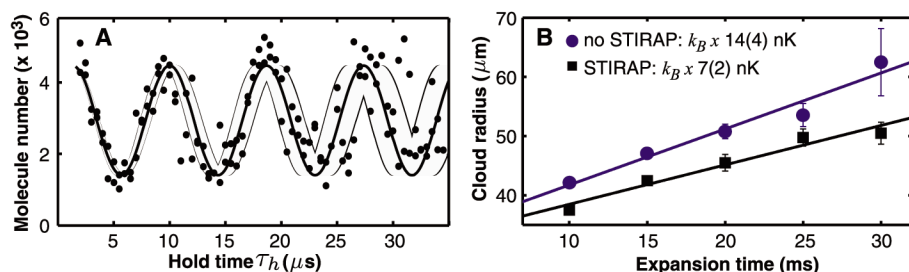 A
Molecule number (x 10³)
6
4
2
0
5
10
15
20
25
30
Hold time τh (μs)
B
no STIRAP: kB x 14(4) nK
STIRAP: kB x 7(2) nK
Cloud radius (μm)
60
50
40
10
15
20
25
30
Expansion time (ms)